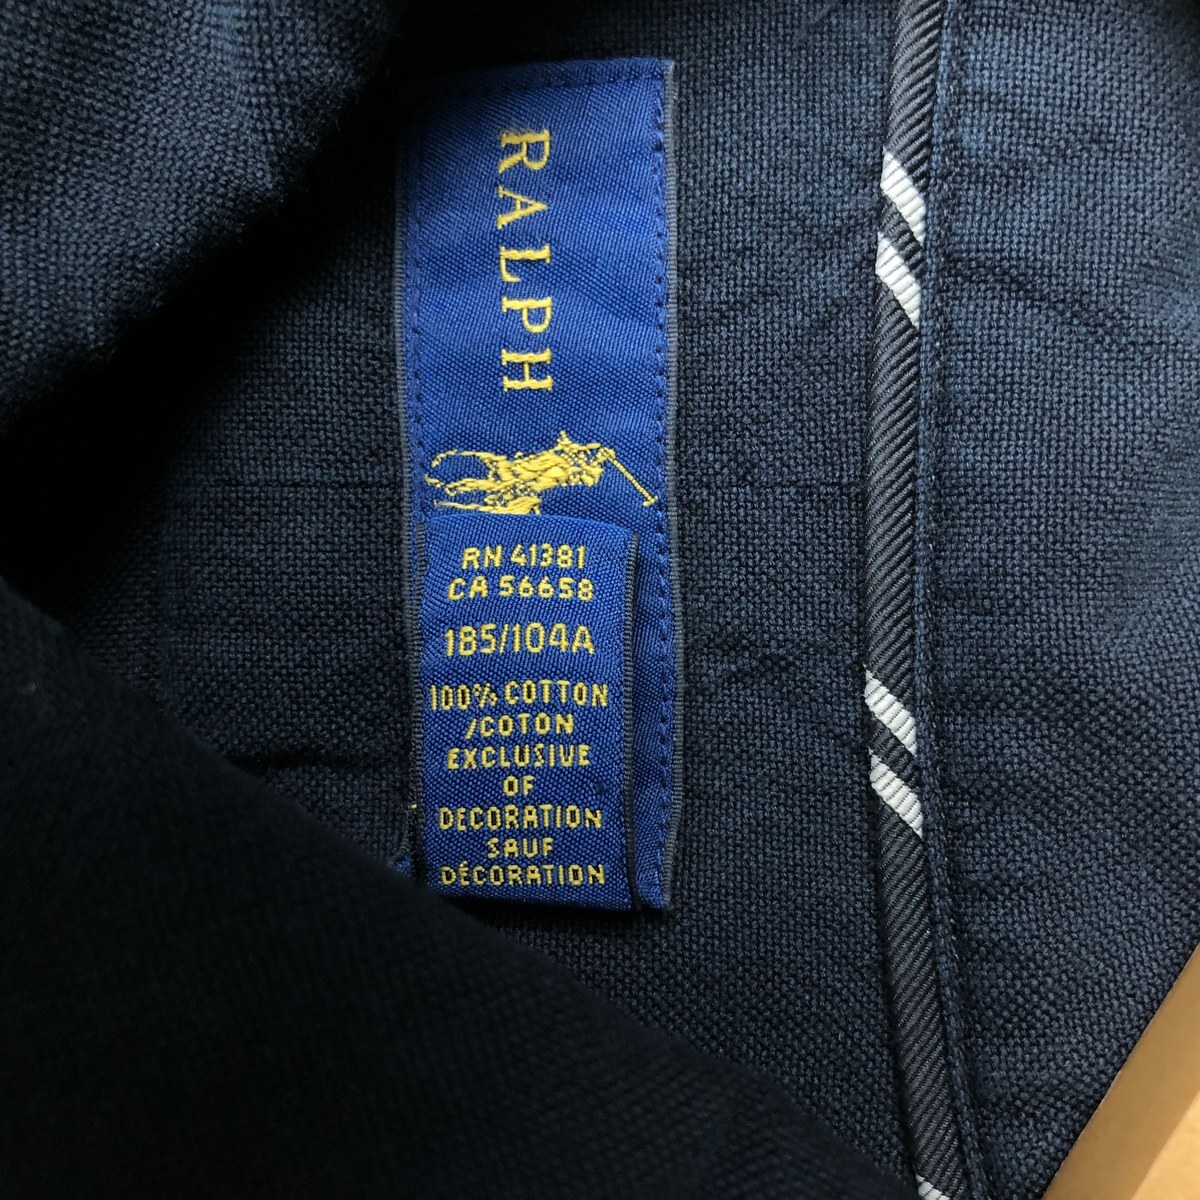 RALPH
RN 41381
CA 56658
185/104A
100% COTTON
/COTON
EXCLUSIVE
OF
DECORATION
SAUF
DÉCORATION